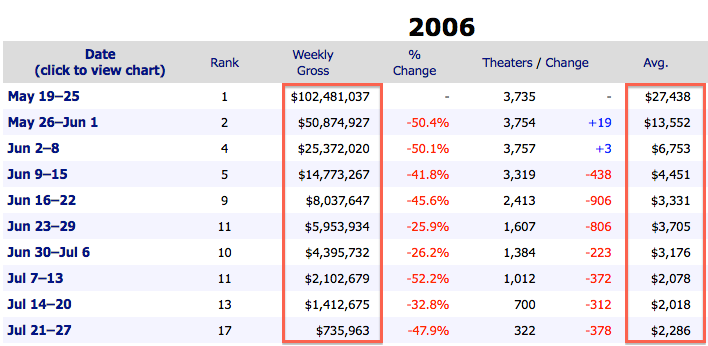 2006
Date (click to view chart) Rank Weekly Gross % Change Theaters / Change Avg.
May 19–25 1 $102,481,037 - 3,735 - $27,438
May 26–Jun 1 2 $50,874,927 -50.4% 3,754 +19 $13,552
Jun 2–8 4 $25,372,020 -50.1% 3,757 +3 $6,753
Jun 9–15 5 $14,773,267 -41.8% 3,319 -438 $4,451
Jun 16–22 9 $8,037,647 -45.6% 2,413 -906 $3,331
Jun 23–29 11 $5,953,934 -25.9% 1,607 -806 $3,705
Jun 30–Jul 6 10 $4,395,732 -26.2% 1,384 -223 $3,176
Jul 7–13 11 $2,102,679 -52.2% 1,012 -372 $2,078
Jul 14–20 13 $1,412,675 -32.8% 700 -312 $2,018
Jul 21–27 17 $735,963 -47.9% 322 -378 $2,286